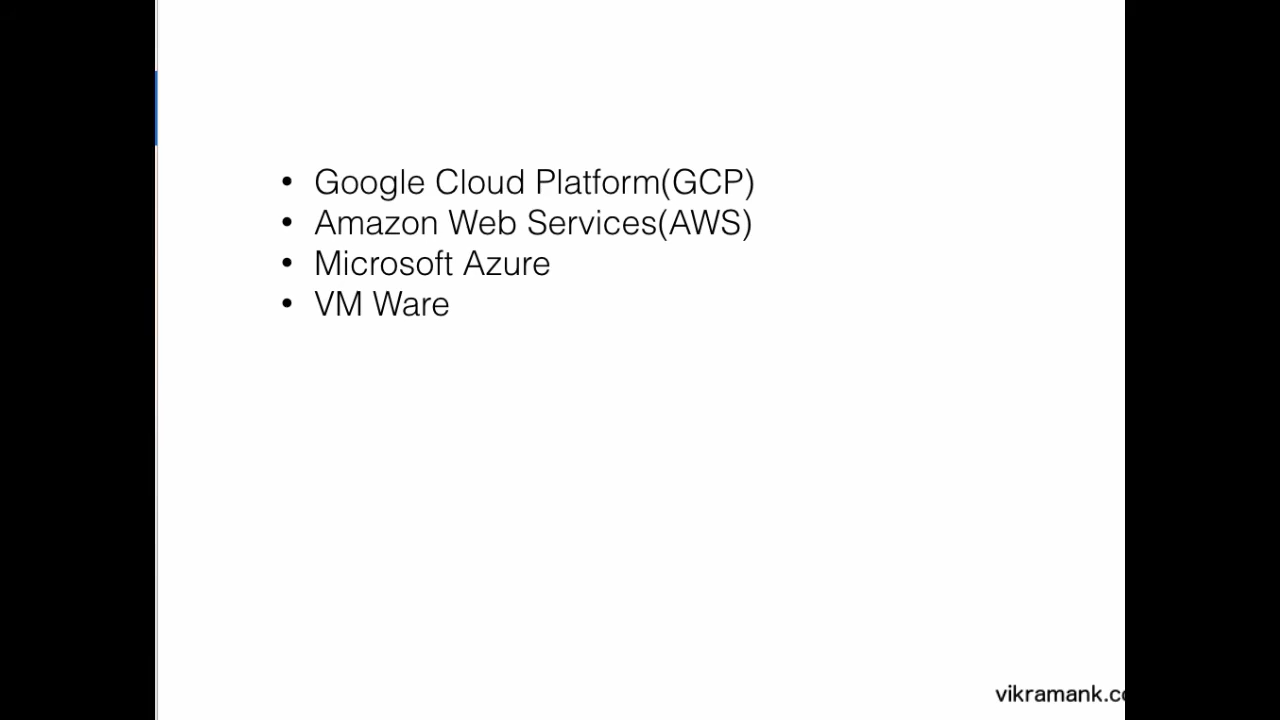 • Google Cloud Platform(GCP)
• Amazon Web Services(AWS)
• Microsoft Azure
• VM Ware
vikramank.c